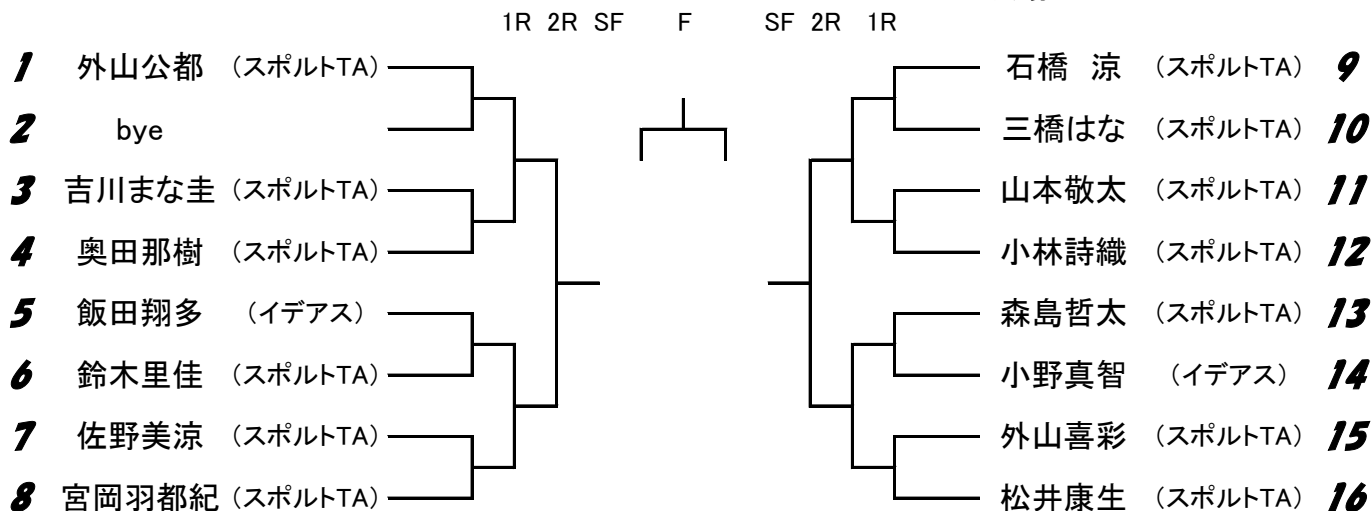 1R 2R SF F SF 2R 1R
1 外山公都 (スポルトTA) 石橋 涼 (スポルトTA) 9
2 bye 三橋はな (スポルトTA) 10
3 吉川まな圭 (スポルトTA) 山本敬太 (スポルトTA) 11
4 奥田那樹 (スポルトTA) 小林詩織 (スポルトTA) 12
5 飯田翔多 (イデアス) 森島哲太 (スポルトTA) 13
6 鈴木里佳 (スポルトTA) 小野真智 (イデアス) 14
7 佐野美涼 (スポルトTA) 外山喜彩 (スポルトTA) 15
8 宮岡羽都紀 (スポルトTA) 松井康生 (スポルトTA) 16